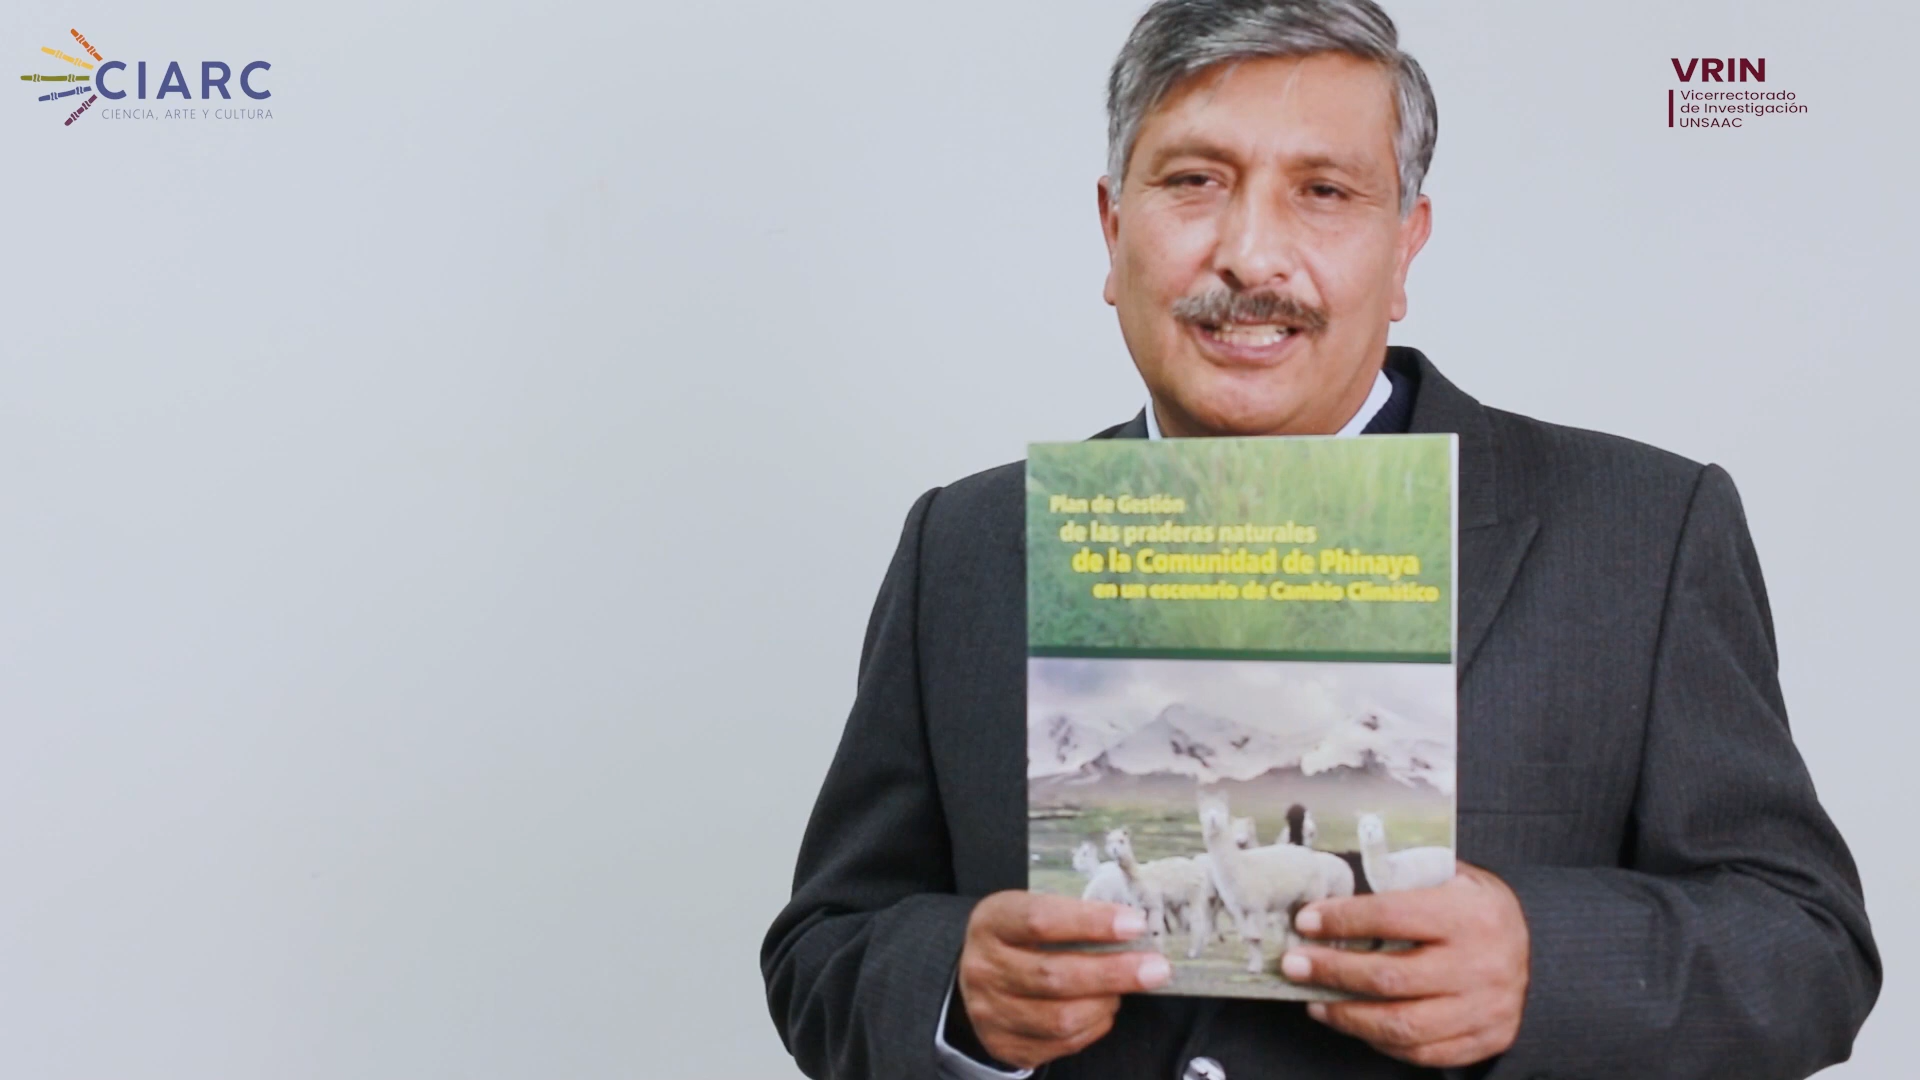 CIARC
CIENCIA, ARTE Y CULTURA
VRIN
Vicerrectorado
de Investigación
UNSAAC
Plan de Gestión
de las praderas naturales
de la Comunidad de Phinaya
en un escenario de Cambio Climático